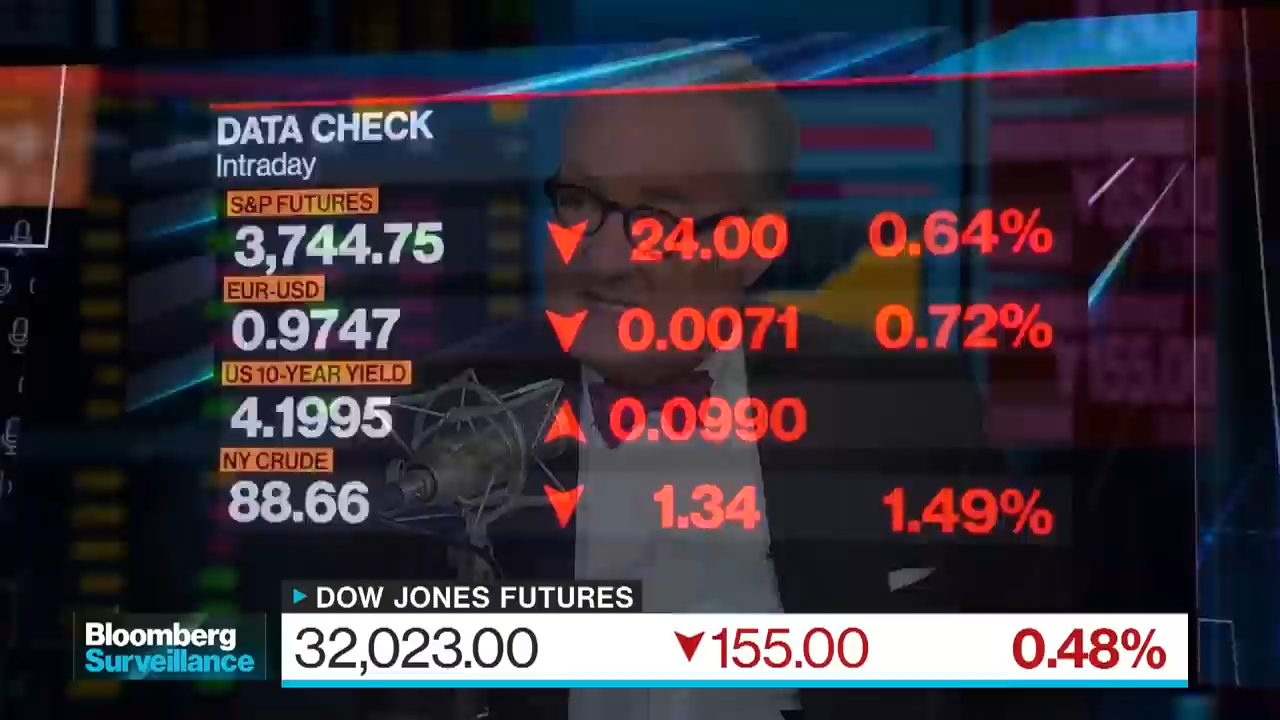 DATA CHECK
Intraday
S&P FUTURES
3,744.75 ▼ 24.00 0.64%
EUR-USD
0.9747 ▼ 0.0071 0.72%
US 10-YEAR YIELD
4.1995 ▲ 0.0990
NY CRUDE
88.66 ▼ 1.34 1.49%
▶ DOW JONES FUTURES
32,023.00 ▼155.00 0.48%
Bloomberg
Surveillance
▼155.00